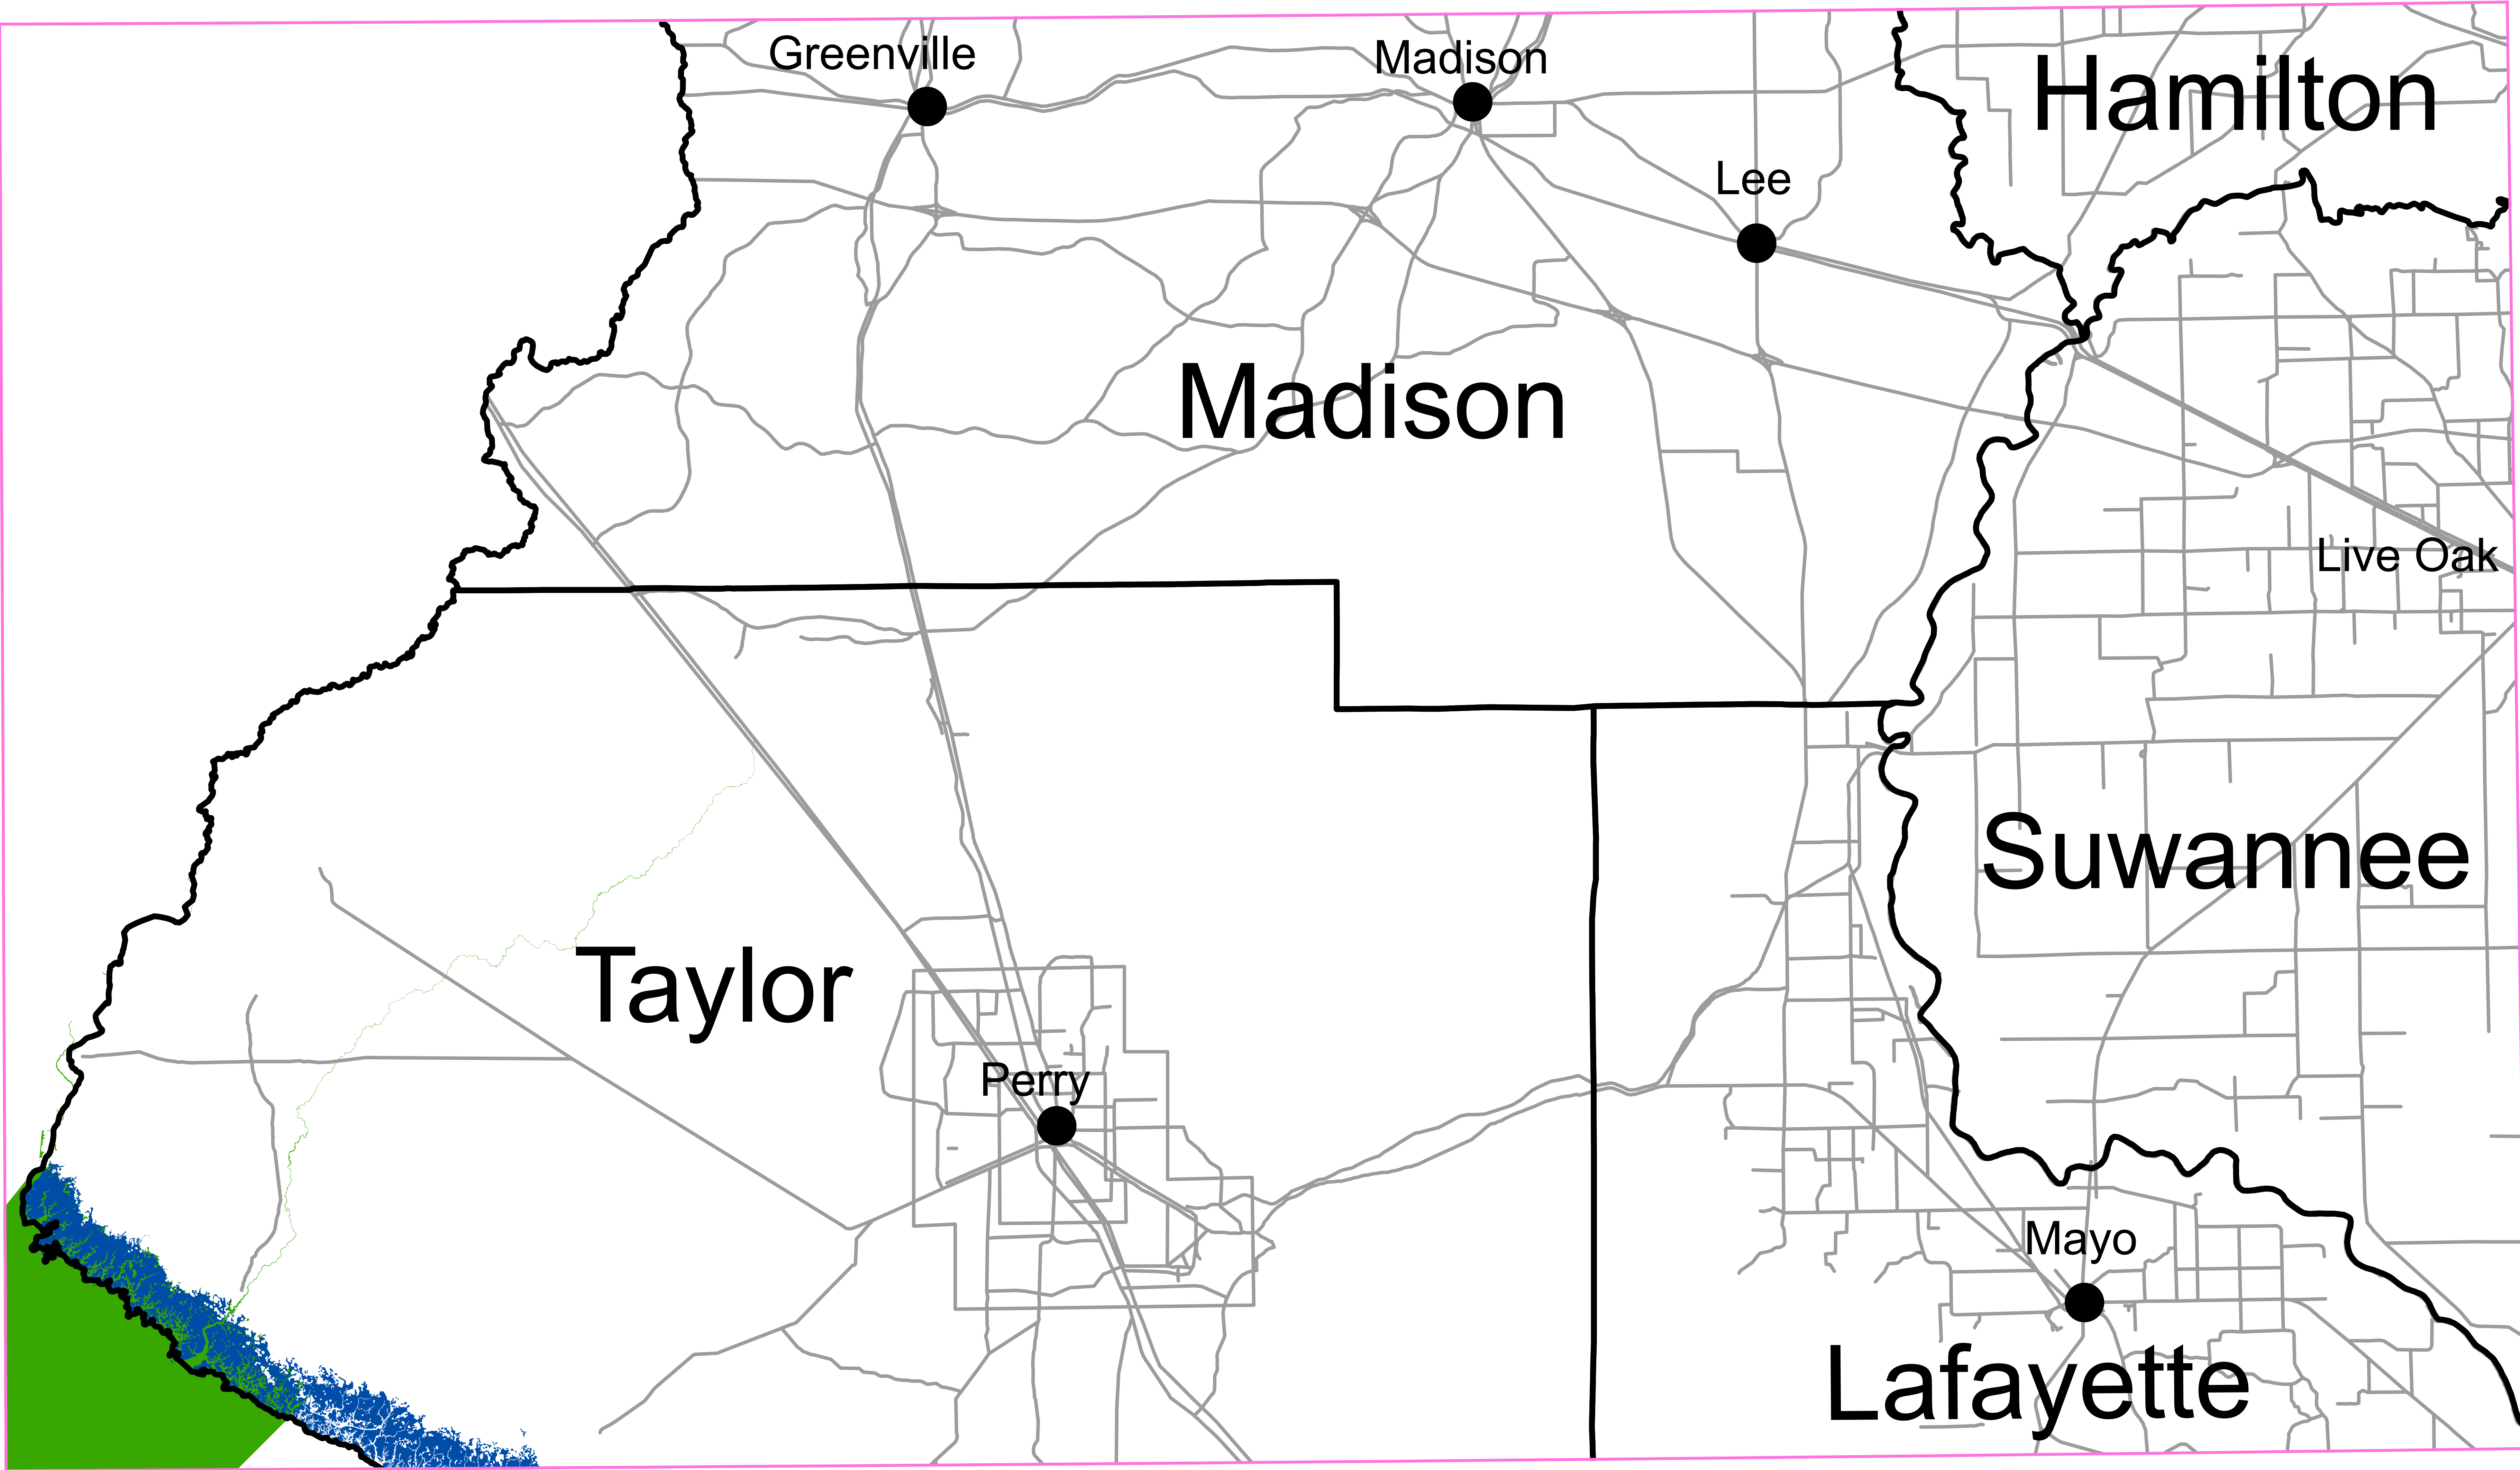 Greenville
Madison
Hamilton
Lee
Madison
Live Oak
Suwannee
Taylor
Perry
Mayo
Lafayette